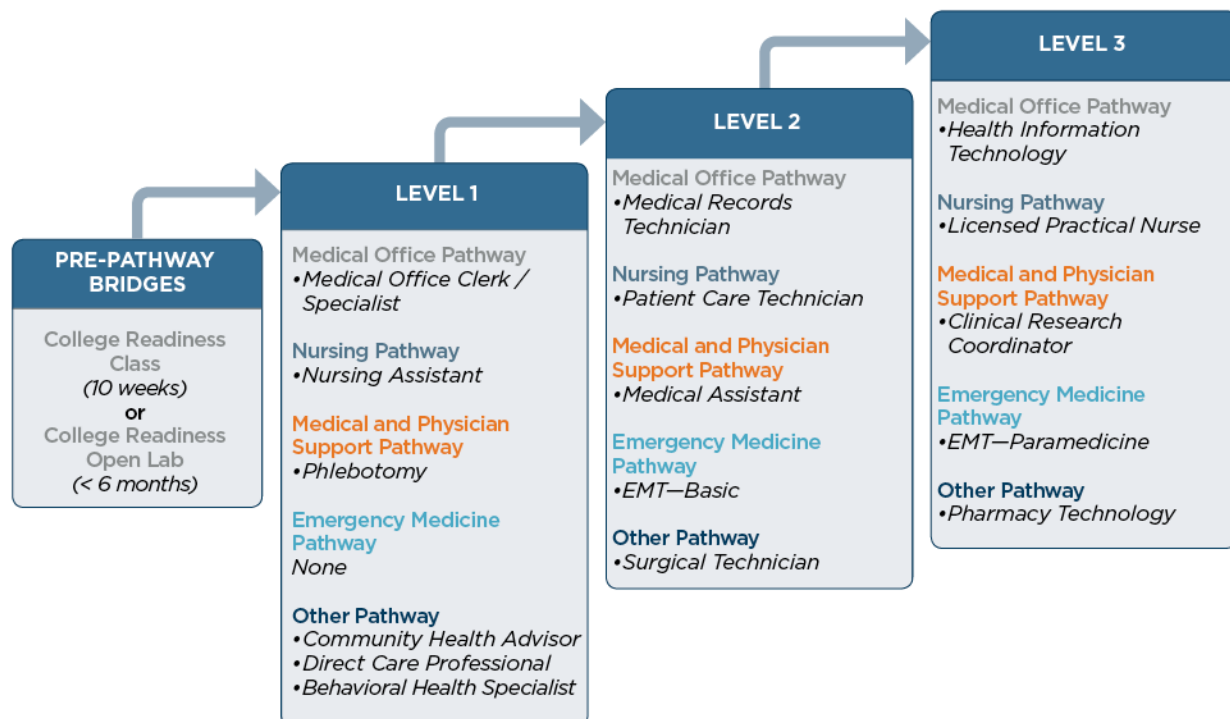 PRE-PATHWAY
BRIDGES
College Readiness
Class
(10 weeks)
or
College Readiness
Open Lab
(< 6 months)
LEVEL 1
Medical Office Pathway
•Medical Office Clerk /
Specialist
Nursing Pathway
•Nursing Assistant
Medical and Physician
Support Pathway
•Phlebotomy
Emergency Medicine
Pathway
None
Other Pathway
•Community Health Advisor
•Direct Care Professional
•Behavioral Health Specialist
LEVEL 2
Medical Office Pathway
•Medical Records
Technician
Nursing Pathway
•Patient Care Technician
Medical and Physician
Support Pathway
•Medical Assistant
Emergency Medicine
Pathway
•EMT—Basic
Other Pathway
•Surgical Technician
LEVEL 3
Medical Office Pathway
•Health Information
Technology
Nursing Pathway
•Licensed Practical Nurse
Medical and Physician
Support Pathway
•Clinical Research
Coordinator
Emergency Medicine
Pathway
•EMT—Paramedicine
Other Pathway
•Pharmacy Technology